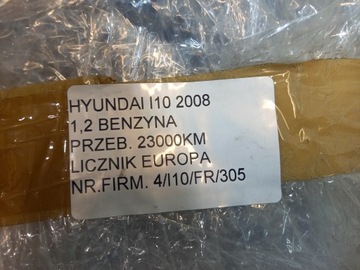 HYUNDAI I10 2008
1,2 BENZYNA
PRZEB. 23000KM
LICZNIK EUROPA
NR.FIRM. 4/I10/FR/305